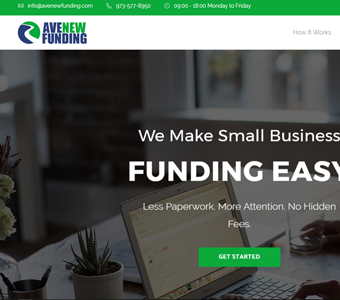 info@avenewfunding.com 973-577-8950 09:00 - 18:00 Monday to Friday
AVENEW
FUNDING
How It Works
We Make Small Business
FUNDING EASY
Less Paperwork. More Attention. No Hidden
Fees.
GET STARTED